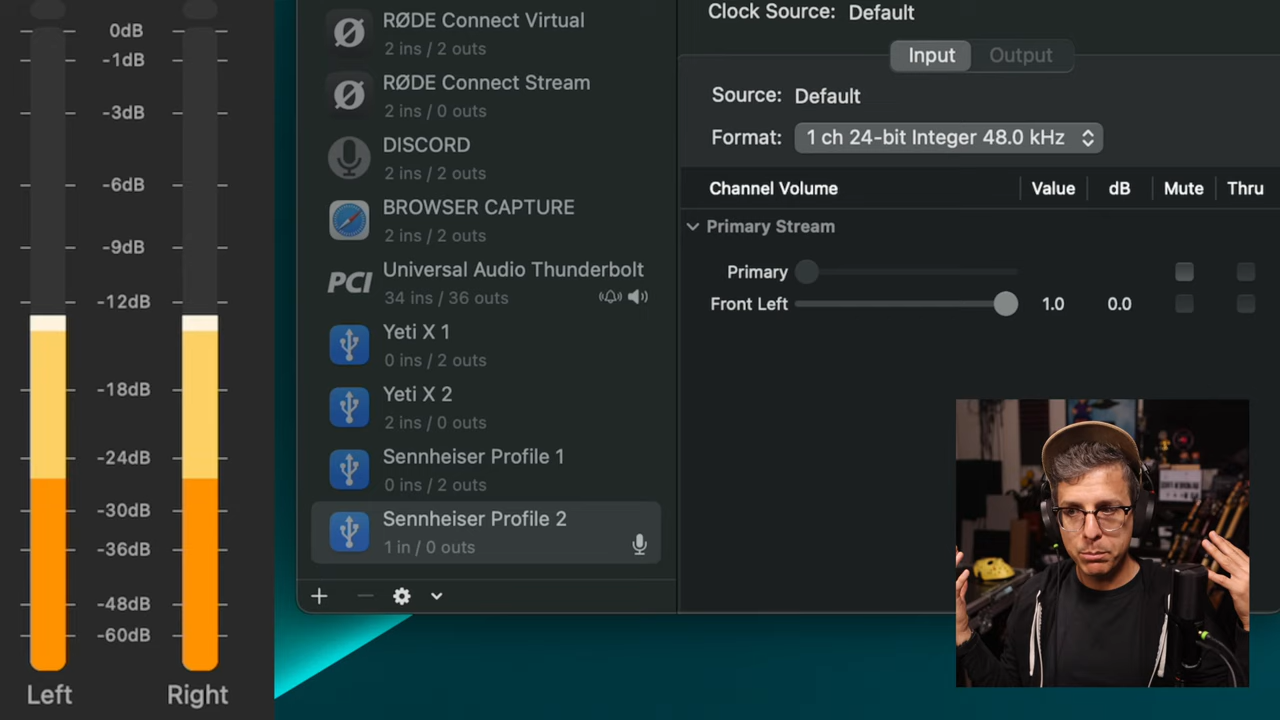 0dB
-1dB
-3dB
-6dB
-9dB
-12dB
-18dB
-24dB
-30dB
-36dB
-48dB
-60dB
Left
Right
RØDE Connect Virtual
2 ins / 2 outs
RØDE Connect Stream
2 ins / 0 outs
DISCORD
2 ins / 2 outs
BROWSER CAPTURE
2 ins / 2 outs
PCI
Universal Audio Thunderbolt
34 ins / 36 outs
Yeti X 1
0 ins / 2 outs
Yeti X 2
2 ins / 0 outs
Sennheiser Profile 1
0 ins / 2 outs
Sennheiser Profile 2
1 in / 0 outs
Clock Source: Default
Input Output
Source: Default
Format: 1 ch 24-bit Integer 48.0 kHz
Channel Volume Value dB Mute Thru
Primary Stream
Primary
Front Left 1.0 0.0